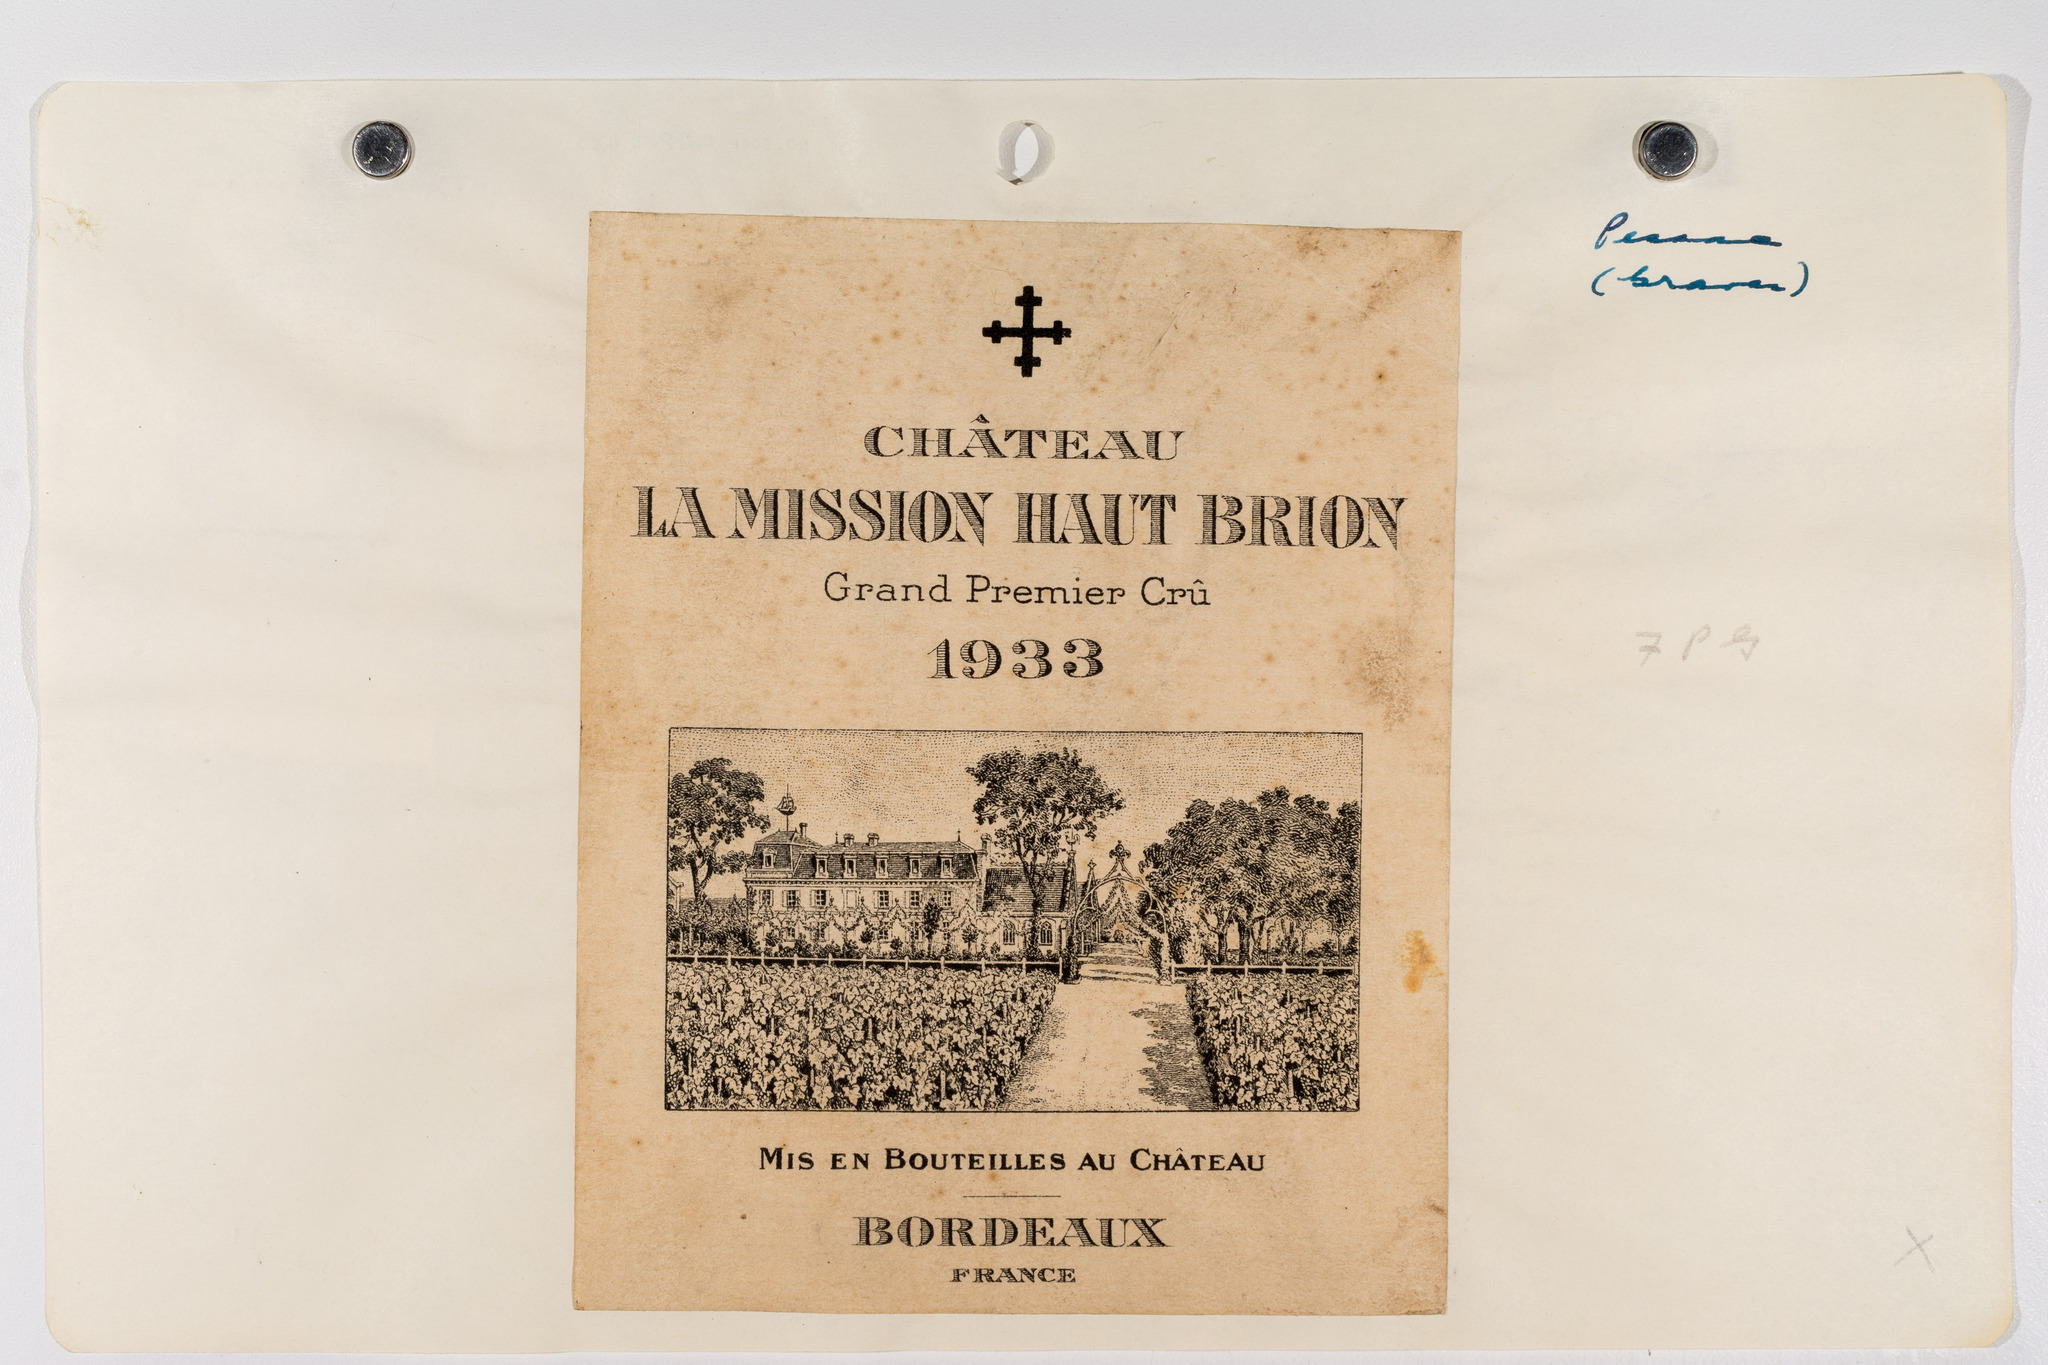 Pessac
(Graves)
CHÂTEAU
LA MISSION HAUT BRION
Grand Premier Crû
1933
7 P G
MIS EN BOUTEILLES AU CHÂTEAU
BORDEAUX
FRANCE
X